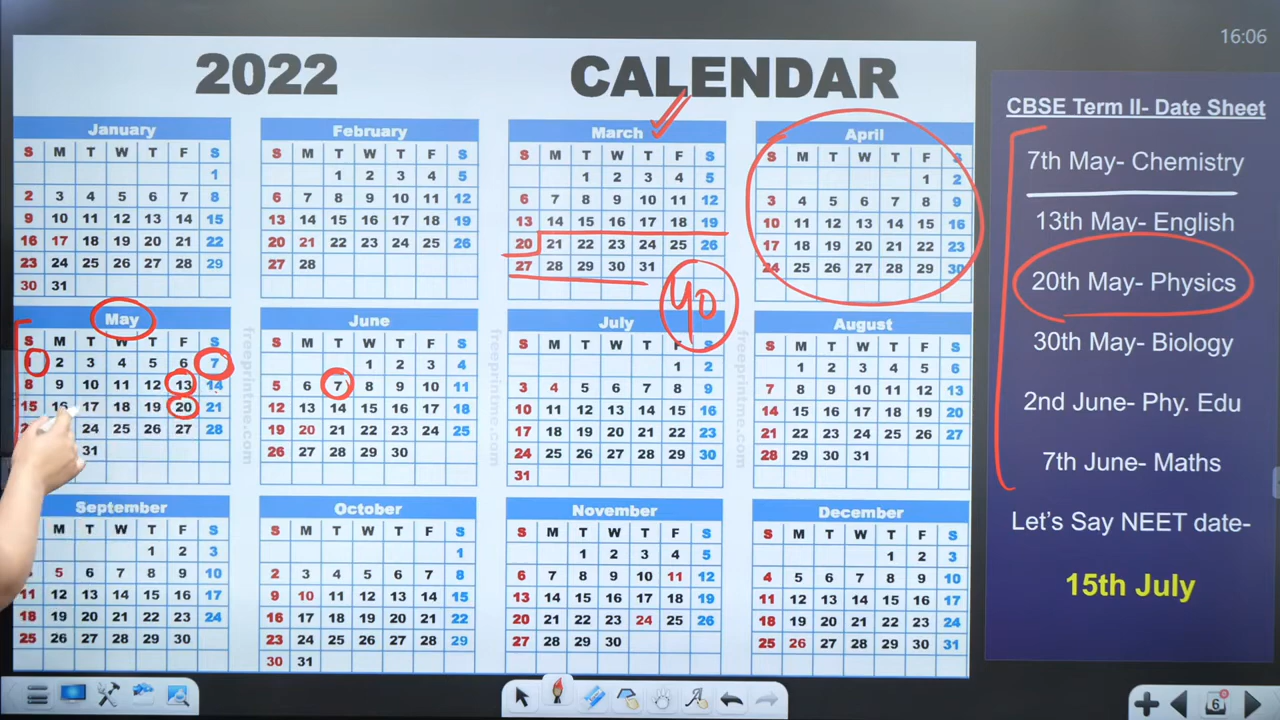 16:06
2022 CALENDAR
January
S M T W T F S
1
2 3 4 5 6 7 8
9 10 11 12 13 14 15
16 17 18 19 20 21 22
23 24 25 26 27 28 29
30 31
February
S M T W T F S
1 2 3 4 5
6 7 8 9 10 11 12
13 14 15 16 17 18 19
20 21 22 23 24 25 26
27 28
March
S M T W T F S
1 2 3 4 5
6 7 8 9 10 11 12
13 14 15 16 17 18 19
20 21 22 23 24 25 26
27 28 29 30 31
40
April
S M T W T F S
1 2
3 4 5 6 7 8 9
10 11 12 13 14 15 16
17 18 19 20 21 22 23
24 25 26 27 28 29 30
May
S M T W T F S
2 3 4 5 6 7
8 9 10 11 12 13 14
15 16 17 18 19 20 21
24 25 26 27 28
31
June
S M T W T F S
1 2 3 4
5 6 7 8 9 10 11
12 13 14 15 16 17 18
19 20 21 22 23 24 25
26 27 28 29 30
July
S M T W T F S
1 2
3 4 5 6 7 8 9
10 11 12 13 14 15 16
17 18 19 20 21 22 23
24 25 26 27 28 29 30
31
August
S M T W T F S
1 2 3 4 5 6
7 8 9 10 11 12 13
14 15 16 17 18 19 20
21 22 23 24 25 26 27
28 29 30 31
freeprintme.com
freeprintme.com
freeprintme.com
September
S M T W T F S
1 2 3
5 6 7 8 9 10
11 12 13 14 15 16 17
18 19 20 21 22 23 24
25 26 27 28 29 30
October
S M T W T F S
1
2 3 4 5 6 7 8
9 10 11 12 13 14 15
16 17 18 19 20 21 22
23 24 25 26 27 28 29
30 31
November
S M T W T F S
1 2 3 4 5
6 7 8 9 10 11 12
13 14 15 16 17 18 19
20 21 22 23 24 25 26
27 28 29 30
December
S M T W T F S
1 2 3
4 5 6 7 8 9 10
11 12 13 14 15 16 17
18 19 20 21 22 23 24
25 26 27 28 29 30 31
CBSE Term II- Date Sheet
7th May- Chemistry
13th May- English
20th May- Physics
30th May- Biology
2nd June- Phy. Edu
7th June- Maths
Let's Say NEET date-
15th July
6